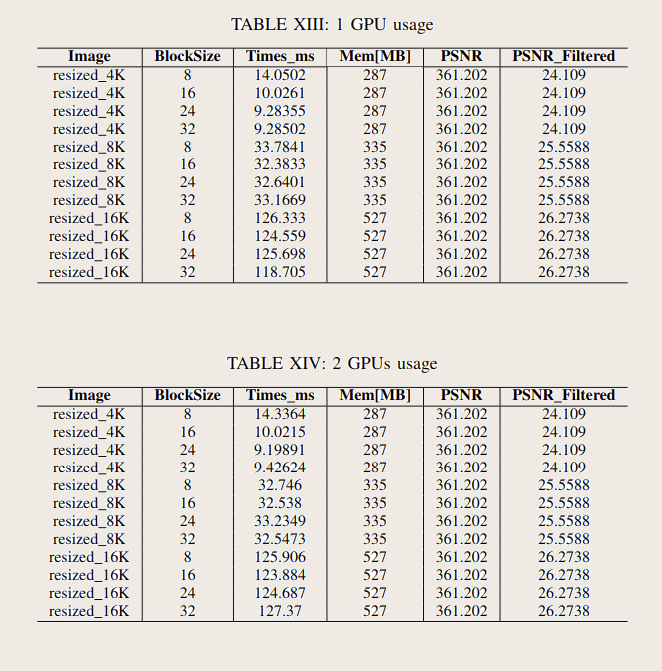 TABLE XIII: 1 GPU usage
Image BlockSize Times_ms Mem[MB] PSNR PSNR_Filtered
resized_4K 8 14.0502 287 361.202 24.109
resized_4K 16 10.0261 287 361.202 24.109
resized_4K 24 9.28355 287 361.202 24.109
resized_4K 32 9.28502 287 361.202 24.109
resized_8K 8 33.7841 335 361.202 25.5588
resized_8K 16 32.3833 335 361.202 25.5588
resized_8K 24 32.6401 335 361.202 25.5588
resized_8K 32 33.1669 335 361.202 25.5588
resized_16K 8 126.333 527 361.202 26.2738
resized_16K 16 124.559 527 361.202 26.2738
resized_16K 24 125.698 527 361.202 26.2738
resized_16K 32 118.705 527 361.202 26.2738
TABLE XIV: 2 GPUs usage
Image BlockSize Times_ms Mem[MB] PSNR PSNR_Filtered
resized_4K 8 14.3364 287 361.202 24.109
resized_4K 16 10.0215 287 361.202 24.109
resized_4K 24 9.19891 287 361.202 24.109
resized_4K 32 9.42624 287 361.202 24.109
resized_8K 8 32.746 335 361.202 25.5588
resized_8K 16 32.538 335 361.202 25.5588
resized_8K 24 33.2349 335 361.202 25.5588
resized_8K 32 32.5473 335 361.202 25.5588
resized_16K 8 125.906 527 361.202 26.2738
resized_16K 16 123.884 527 361.202 26.2738
resized_16K 24 124.687 527 361.202 26.2738
resized_16K 32 127.37 527 361.202 26.2738